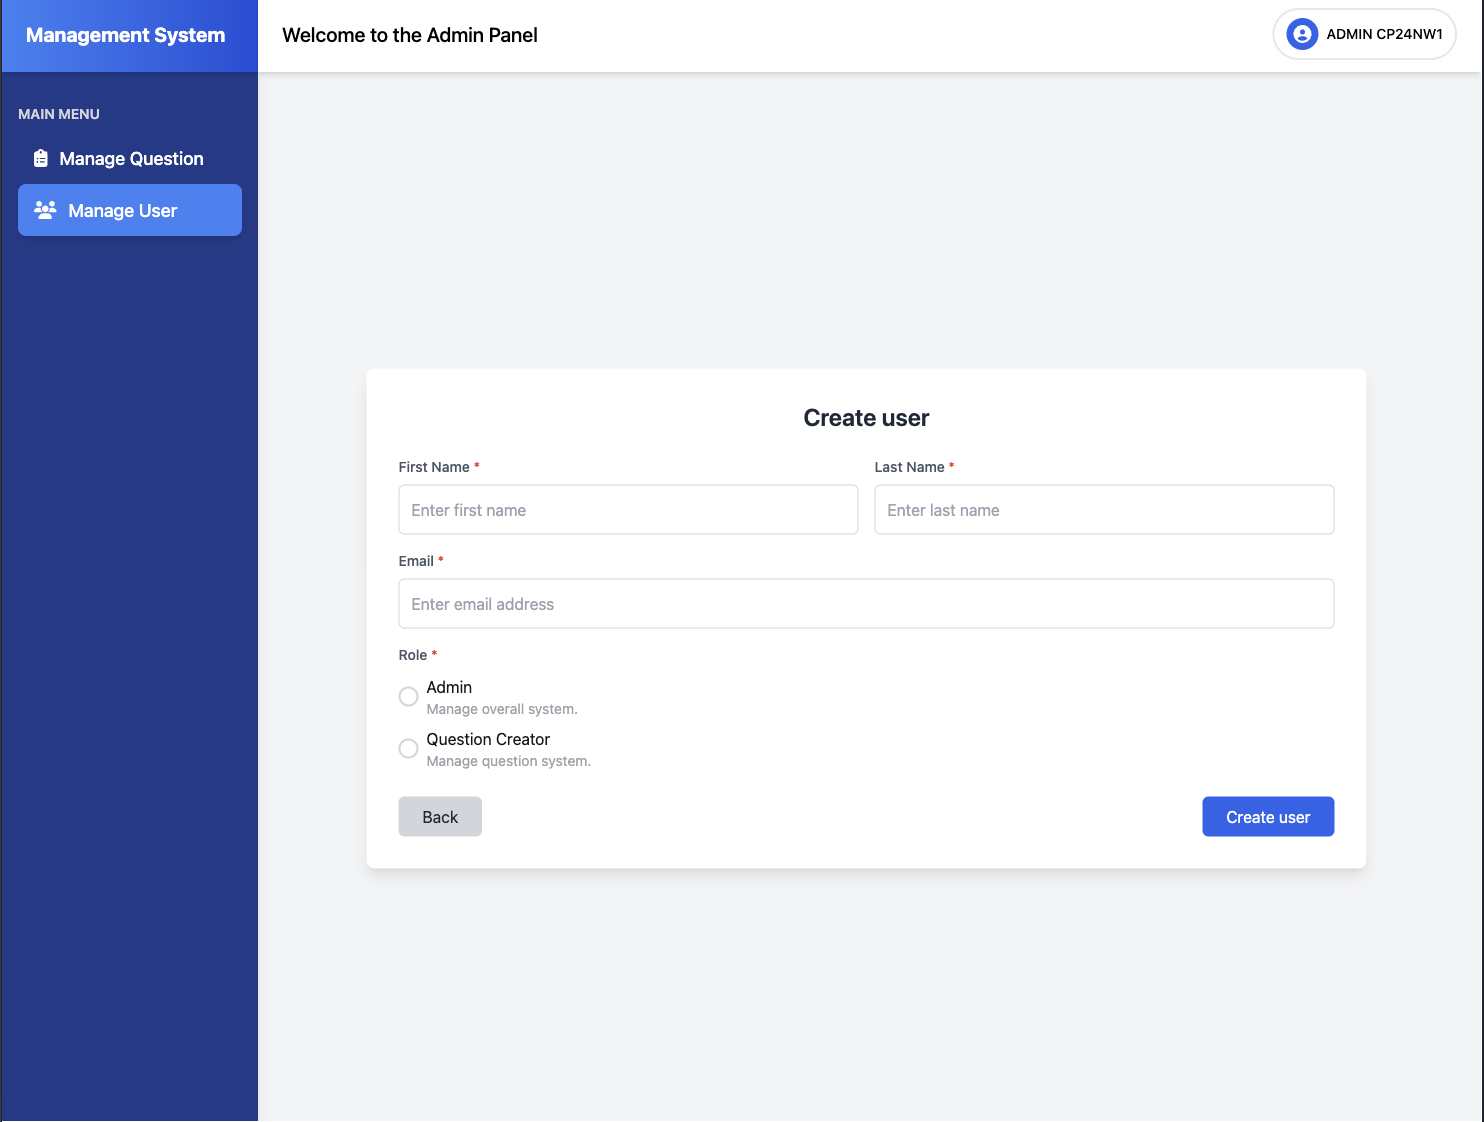 Management System
Welcome to the Admin Panel
ADMIN CP24NW1
MAIN MENU
Manage Question
Manage User
Create user
First Name *
Last Name *
Enter first name
Enter last name
Email *
Enter email address
Role *
Admin
Manage overall system.
Question Creator
Manage question system.
Back
Create user